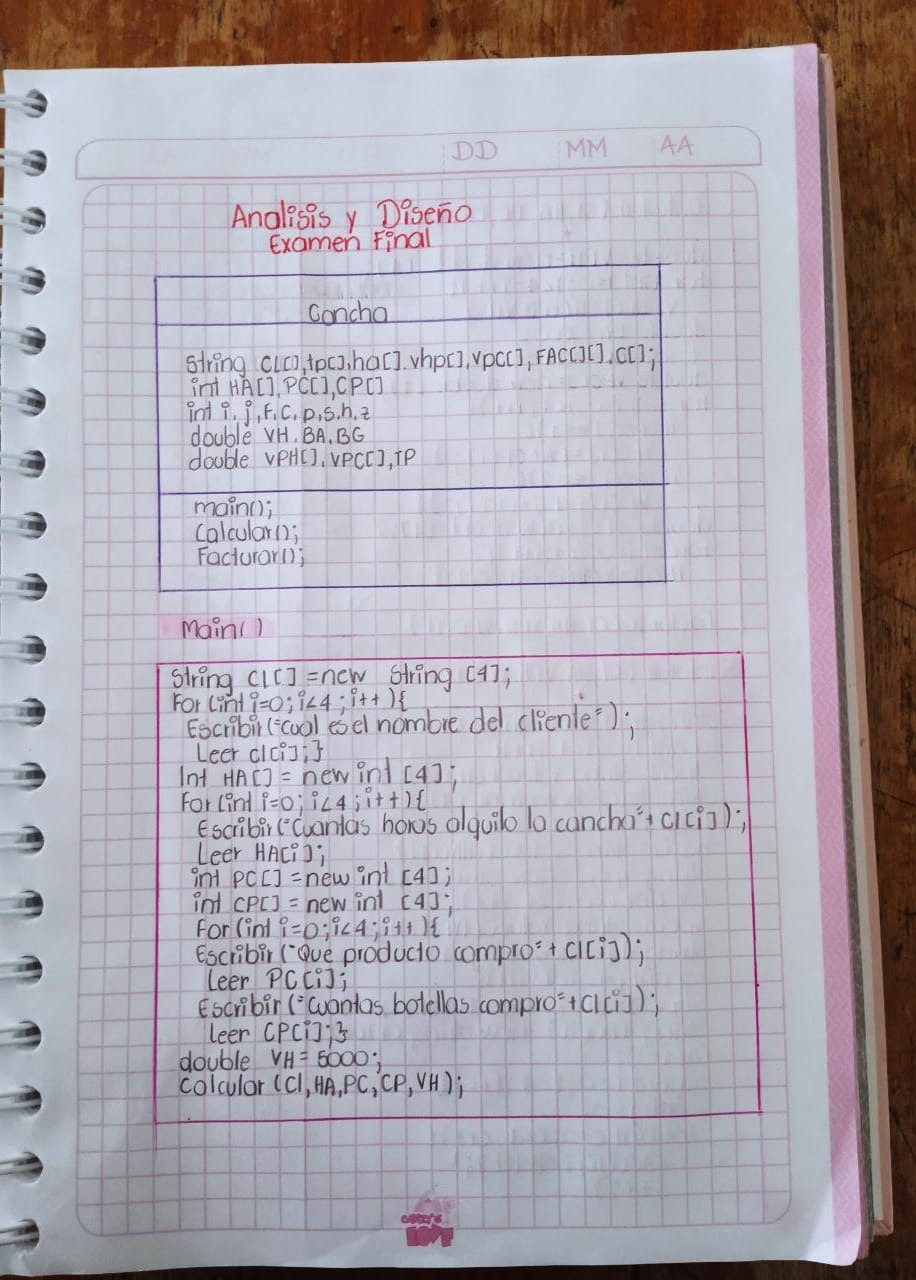 DD MM AA
Analisis y Diseño
Examen Final
Cancha
String CL[],tp[],ha[].vhp[],vpc[],FAC[][].C[];
int HA[],PC[],CP[]
int i,j,F,C,p,s,h,z
double VH,BA,BG
double VPH[],VPC[],TP
main();
Calcular();
Facturar();
Main()
String Cl[]=new String [4];
For (int i=0;i<4;i++){
Escribir("cual es el nombre del cliente");
Leer cl[i];}
Int HA[]= new int [4];
For(int i=0;i<4;i++){
Escribir("Cuantas horas alquilo la cancha"+Cl[i]);
Leer HA[i];
int PC[]=new int [4];
int CP[]=new int [4];
For(int i=0;i<4;i++){
Escribir("Que producto compro"+Cl[i]);
Leer PC[i];
Escribir("Cuantas botellas compro"+Cl[i]);
Leer CP[i];}
double VH=5000;
Calcular (Cl,HA,PC,CP,VH);
LOVE